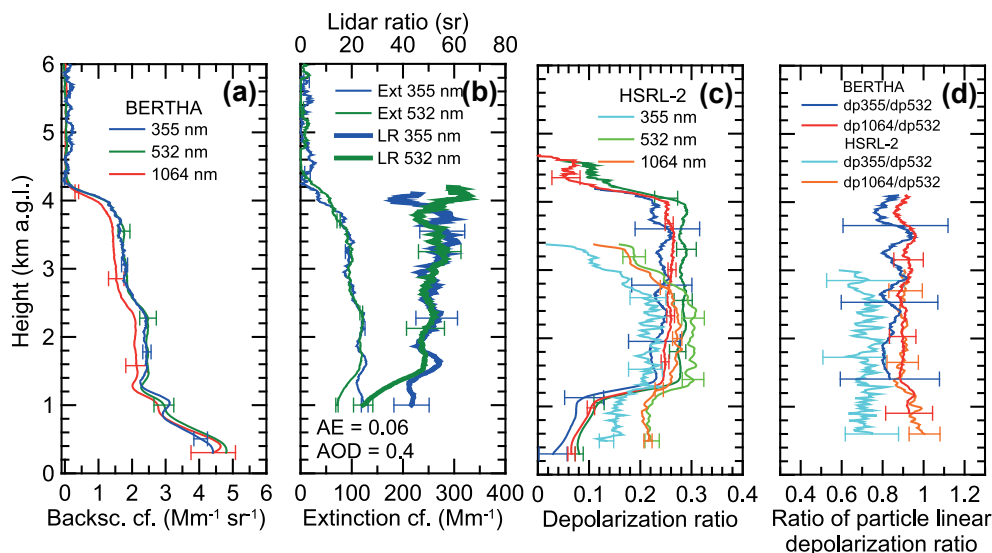 Lidar ratio (sr)
0 20 40 60 80
(a)
BERTHA
355 nm
532 nm
1064 nm
6
5
4
3
2
1
0
Height (km a.g.l.)
0 1 2 3 4 5 6
Backsc. cf. (Mm⁻¹ sr⁻¹)
(b)
Ext 355 nm
Ext 532 nm
LR 355 nm
LR 532 nm
AE = 0.06
AOD = 0.4
0 100 200 300 400
Extinction cf. (Mm⁻¹)
(c)
HSRL-2
355 nm
532 nm
1064 nm
0 0.1 0.2 0.3 0.4
Depolarization ratio
(d)
BERTHA
dp355/dp532
dp1064/dp532
HSRL-2
dp355/dp532
dp1064/dp532
0.4 0.6 0.8 1 1.2
Ratio of particle linear
depolarization ratio